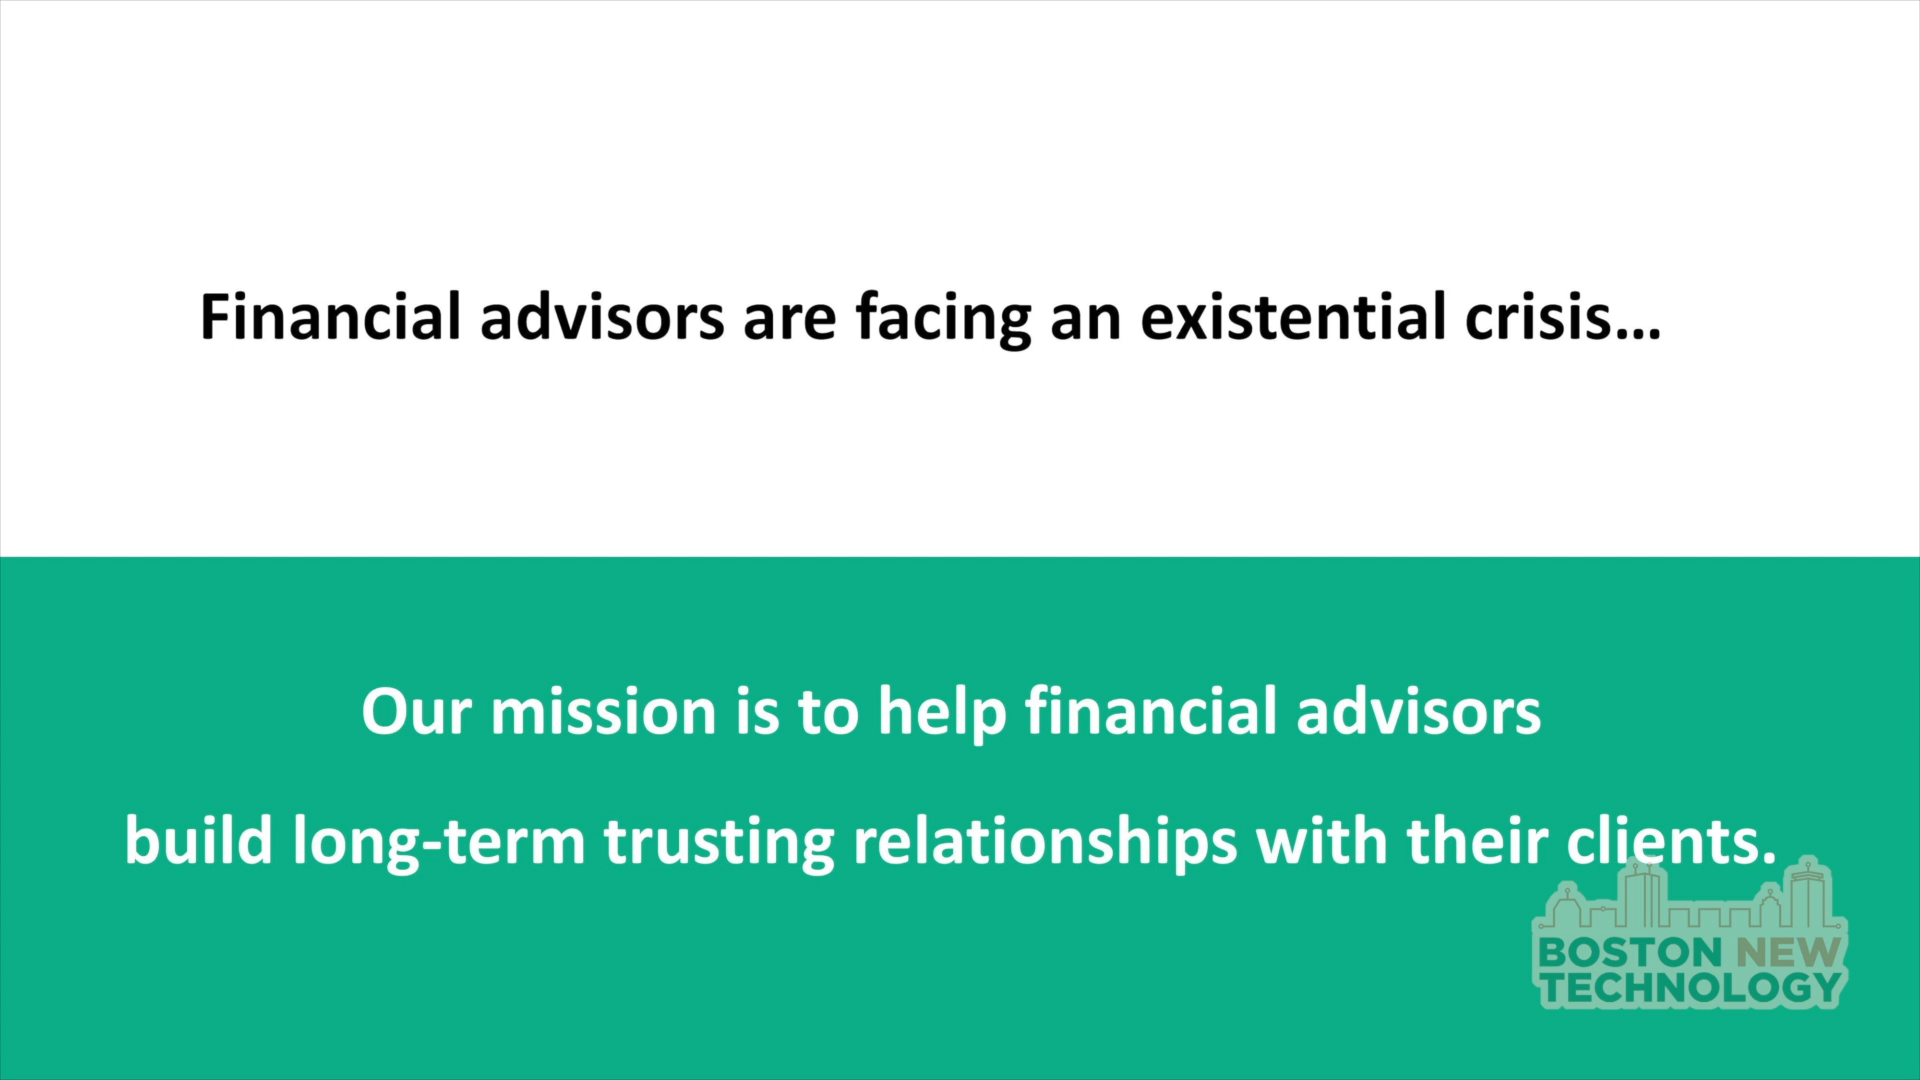 Financial advisors are facing an existential crisis…
Our mission is to help financial advisors
build long-term trusting relationships with their clients.
BOSTON NEW
TECHNOLOGY